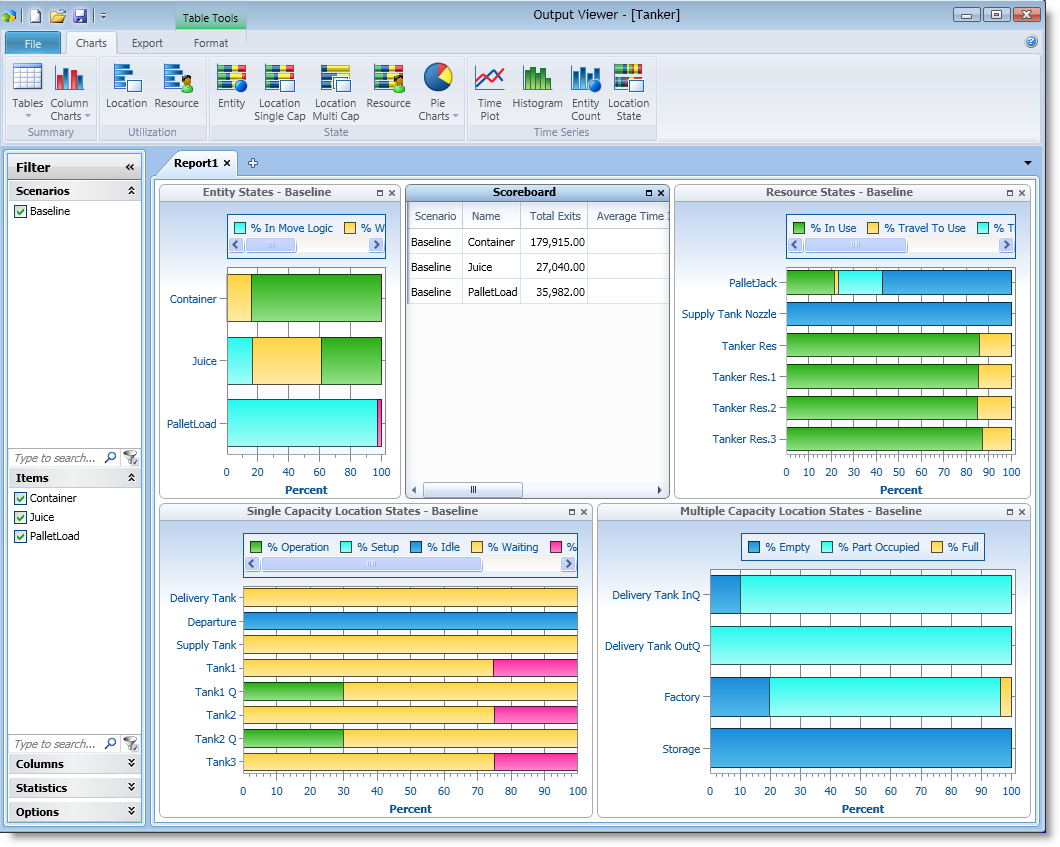 Table Tools
Output Viewer - [Tanker]
File
Charts
Export
Format
Tables
Column Charts
Location
Resource
Entity
Location Single Cap
Location Multi Cap
Resource
Pie Charts
Time Plot
Histogram
Entity Count
Location State
Summary
Utilization
State
Time Series
Filter
Scenarios
Baseline
Type to search...
Items
Container
Juice
PalletLoad
Type to search...
Columns
Statistics
Options
Report1
Entity States - Baseline
% In Move Logic
% W
Container
Juice
PalletLoad
0 20 40 60 80 100
Percent
Scoreboard
Scenario Name Total Exits Average Time
Baseline Container 179,915.00
Baseline Juice 27,040.00
Baseline PalletLoad 35,982.00
Resource States - Baseline
% In Use % Travel To Use % T
PalletJack
Supply Tank Nozzle
Tanker Res
Tanker Res.1
Tanker Res.2
Tanker Res.3
0 10 20 30 40 50 60 70 80 90 100
Percent
Single Capacity Location States - Baseline
% Operation % Setup % Idle % Waiting %
Delivery Tank
Departure
Supply Tank
Tank1
Tank1 Q
Tank2
Tank2 Q
Tank3
0 10 20 30 40 50 60 70 80 90 100
Percent
Multiple Capacity Location States - Baseline
% Empty % Part Occupied % Full
Delivery Tank InQ
Delivery Tank OutQ
Factory
Storage
0 10 20 30 40 50 60 70 80 90 100
Percent